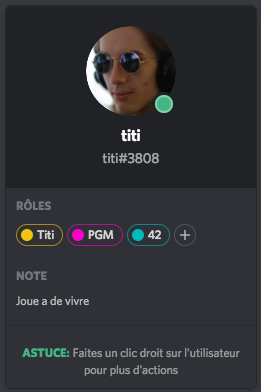 titi
titi#3808
RÔLES
Titi PGM 42 +
NOTE
Joue a de vivre
ASTUCE: Faites un clic droit sur l'utilisateur
pour plus d'actions